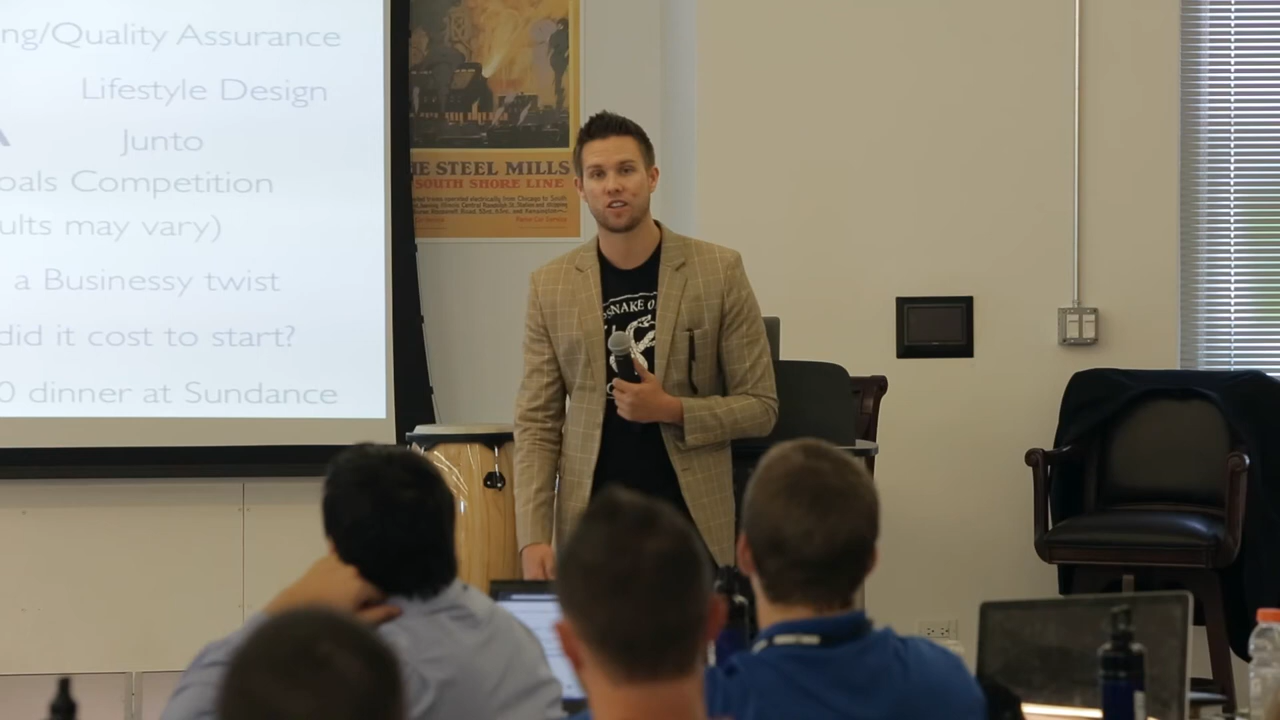 ng/Quality Assurance
Lifestyle Design
Junto
oals Competition
ults may vary)
a Businessy twist
did it cost to start?
0 dinner at Sundance
HE STEEL MILLS
SOUTH SHORE LINE
SSNAKE O